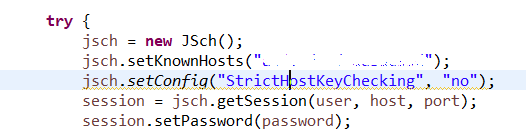 try {
jsch = new JSch();
jsch.setKnownHosts("");
jsch.setConfig("StrictHostKeyChecking", "no");
session = jsch.getSession(user, host, port);
session.setPassword(password);